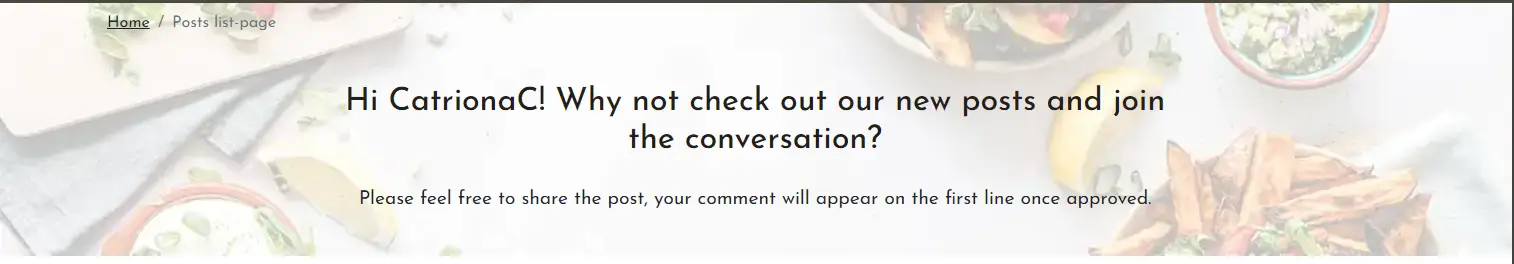 Home / Posts list-page
Hi CatrionaC! Why not check out our new posts and join
the conversation?
Please feel free to share the post, your comment will appear on the first line once approved.